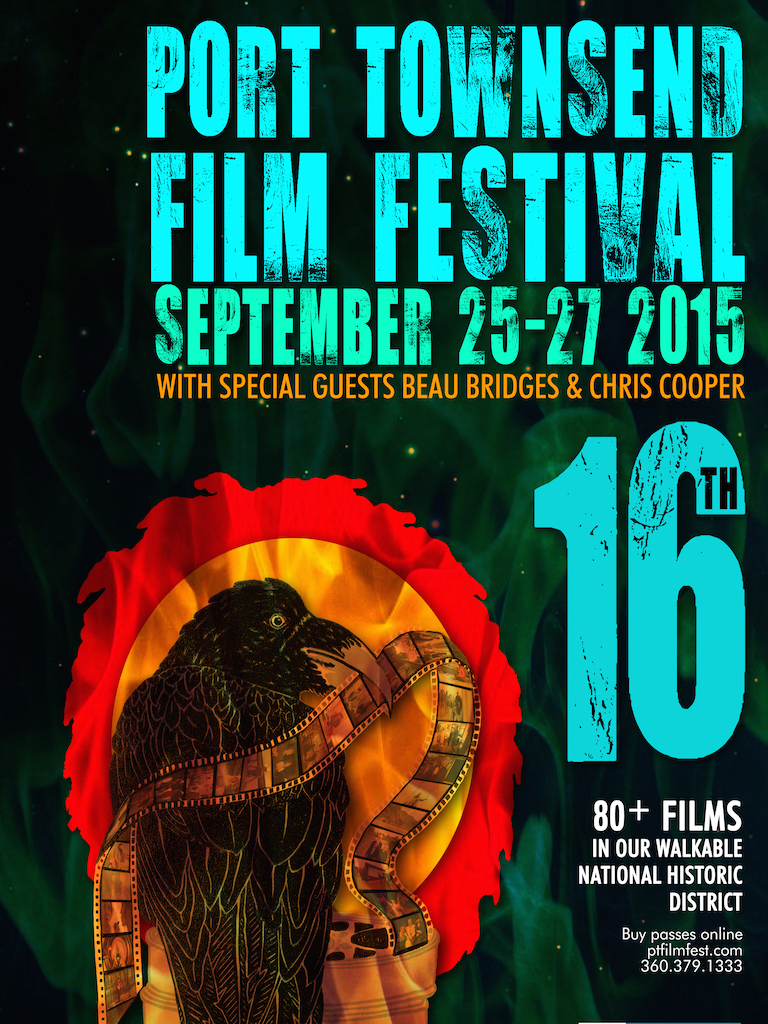 PORT TOWNSEND
FILM FESTIVAL
SEPTEMBER 25-27 2015
WITH SPECIAL GUESTS BEAU BRIDGES & CHRIS COOPER
16TH
80+ FILMS
IN OUR WALKABLE
NATIONAL HISTORIC
DISTRICT
Buy passes online
ptfilmfest.com
360.379.1333